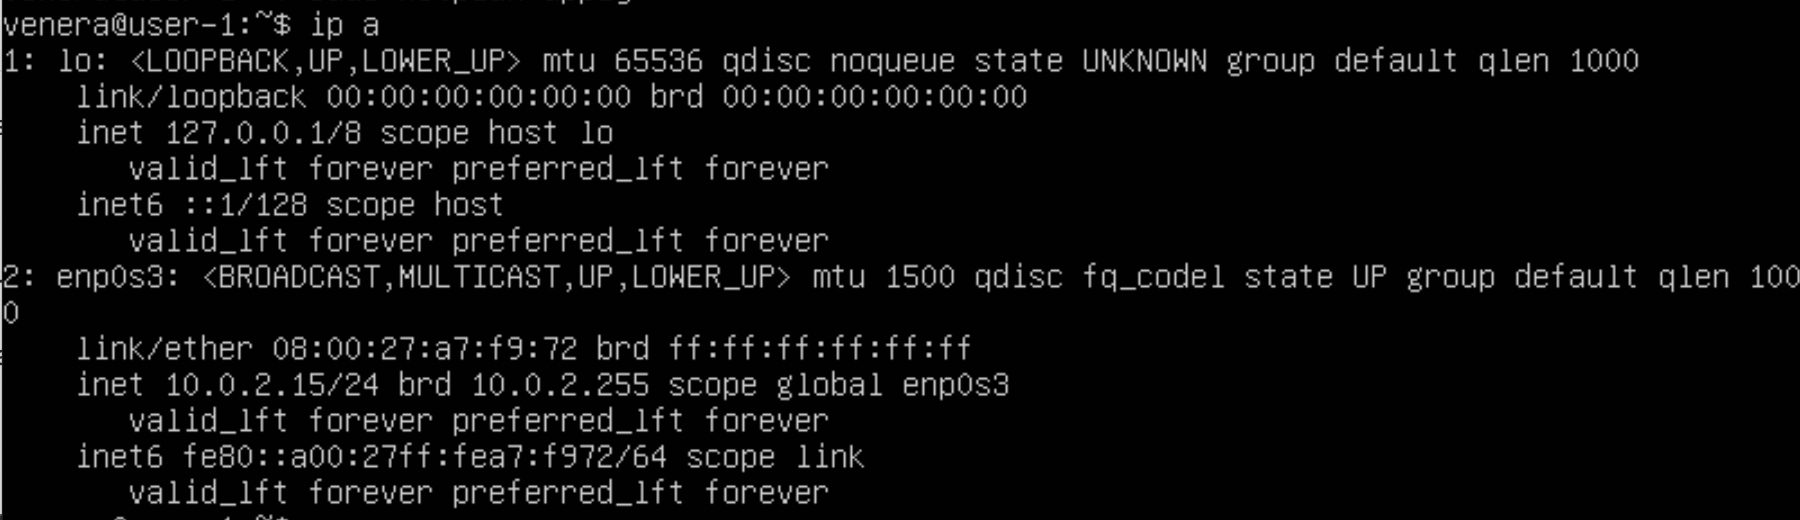 venera@user-1:~$ ip a
1: lo: <LOOPBACK,UP,LOWER_UP> mtu 65536 qdisc noqueue state UNKNOWN group default qlen 1000
    link/loopback 00:00:00:00:00:00 brd 00:00:00:00:00:00
    inet 127.0.0.1/8 scope host lo
       valid_lft forever preferred_lft forever
    inet6 ::1/128 scope host
       valid_lft forever preferred_lft forever
2: enp0s3: <BROADCAST,MULTICAST,UP,LOWER_UP> mtu 1500 qdisc fq_codel state UP group default qlen 100
0
    link/ether 08:00:27:a7:f9:72 brd ff:ff:ff:ff:ff:ff
    inet 10.0.2.15/24 brd 10.0.2.255 scope global enp0s3
       valid_lft forever preferred_lft forever
    inet6 fe80::a00:27ff:fea7:f972/64 scope link
       valid_lft forever preferred_lft forever